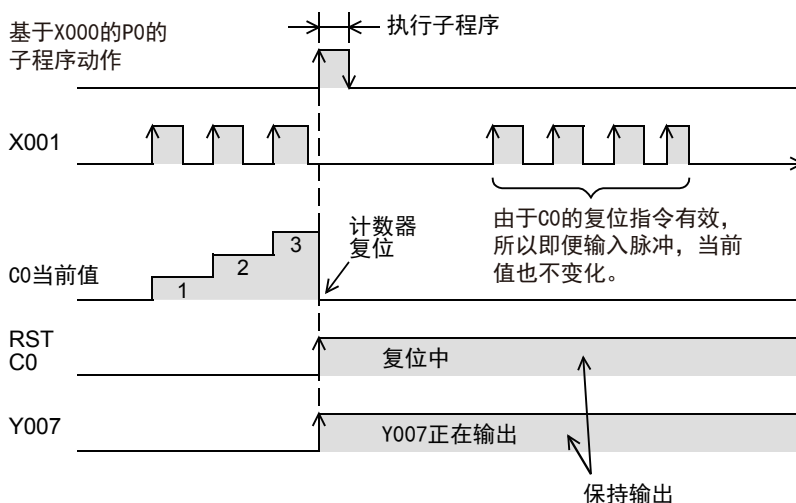 基于X000的P0的
子程序动作
执行子程序
X001
C0当前值
1
2
3
计数器
复位
由于C0的复位指令有效，
所以即便输入脉冲，当前
值也不变化。
RST
C0
复位中
Y007
Y007正在输出
保持输出